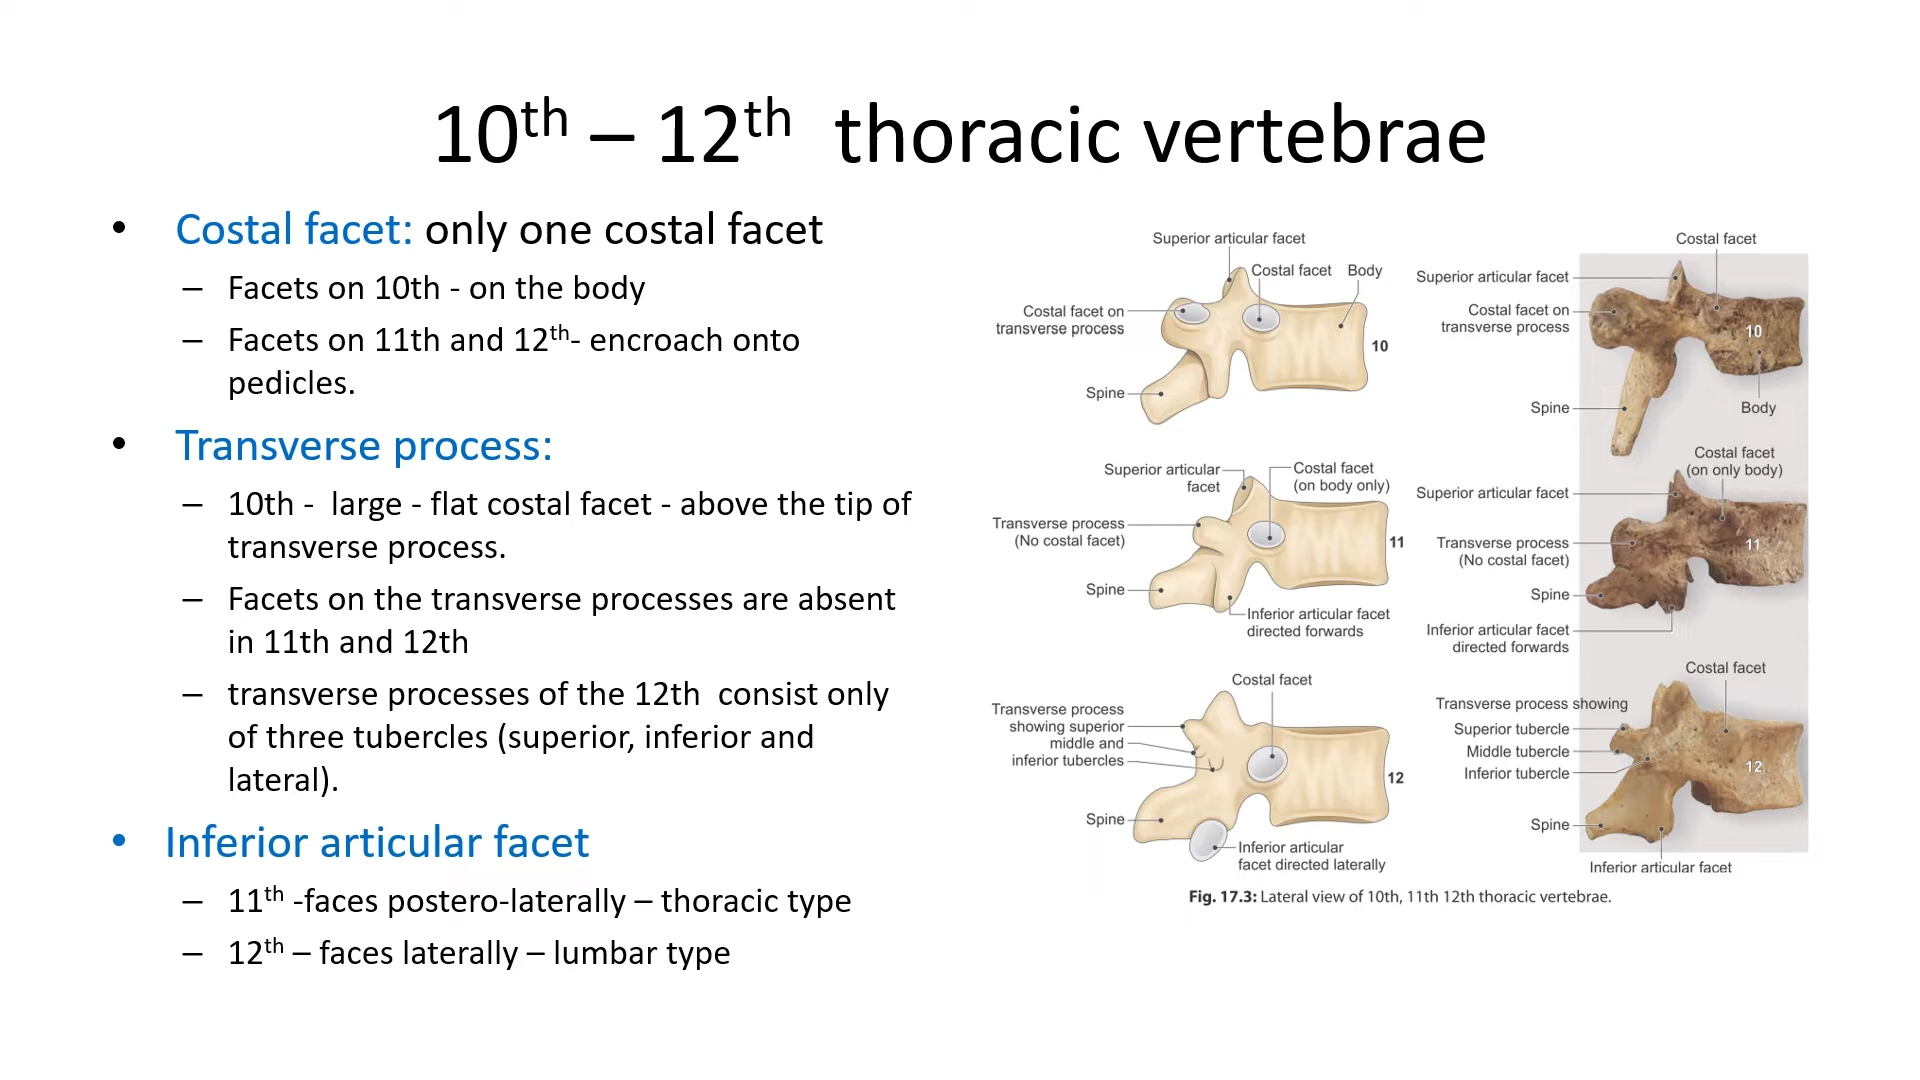 10th – 12th thoracic vertebrae
• Costal facet: only one costal facet
– Facets on 10th - on the body
– Facets on 11th and 12th- encroach onto
pedicles.
• Transverse process:
– 10th - large - flat costal facet - above the tip of
transverse process.
– Facets on the transverse processes are absent
in 11th and 12th
– transverse processes of the 12th consist only
of three tubercles (superior, inferior and
lateral).
• Inferior articular facet
– 11th -faces postero-laterally – thoracic type
– 12th – faces laterally – lumbar type
Superior articular facet
Costal facet
Body
Costal facet on
transverse process
10
Spine
Superior articular
facet
Costal facet
(on body only)
Transverse process
(No costal facet)
11
Spine
Inferior articular facet
directed forwards
Costal facet
Transverse process
showing superior
middle and
inferior tubercles
12
Spine
Inferior articular
facet directed laterally
Costal facet
Superior articular facet
Costal facet on
transverse process
10
Spine
Body
Costal facet
(on only body)
Superior articular facet
Transverse process
(No costal facet)
11
Spine
Inferior articular facet
directed forwards
Costal facet
Transverse process showing
Superior tubercle
Middle tubercle
Inferior tubercle
12
Spine
Inferior articular facet
Fig. 17.3: Lateral view of 10th, 11th 12th thoracic vertebrae.